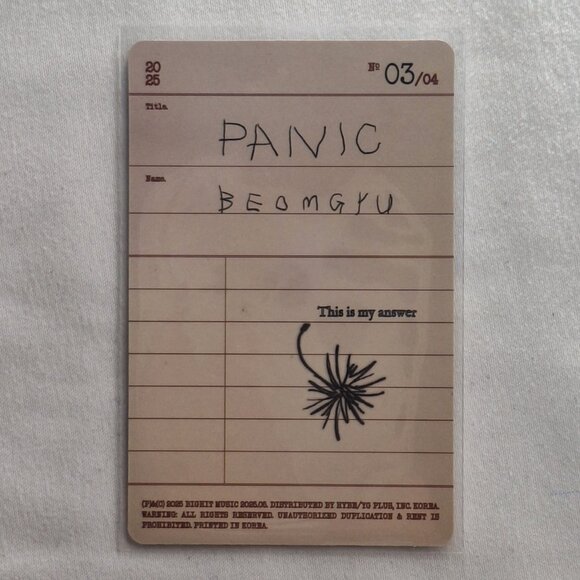 20
25
№ 03/04
Title.
PANIC
Name.
BEOMGYU
This is my answer
(P)&(C) 2025 BIGHIT MUSIC 2025.05. DISTRIBUTED BY HYBE/YG PLUS, INC. KOREA.
WARNING: ALL RIGHTS RESERVED. UNAUTHORIZED DUPLICATION & RENT IS
PROHIBITED. PRINTED IN KOREA.